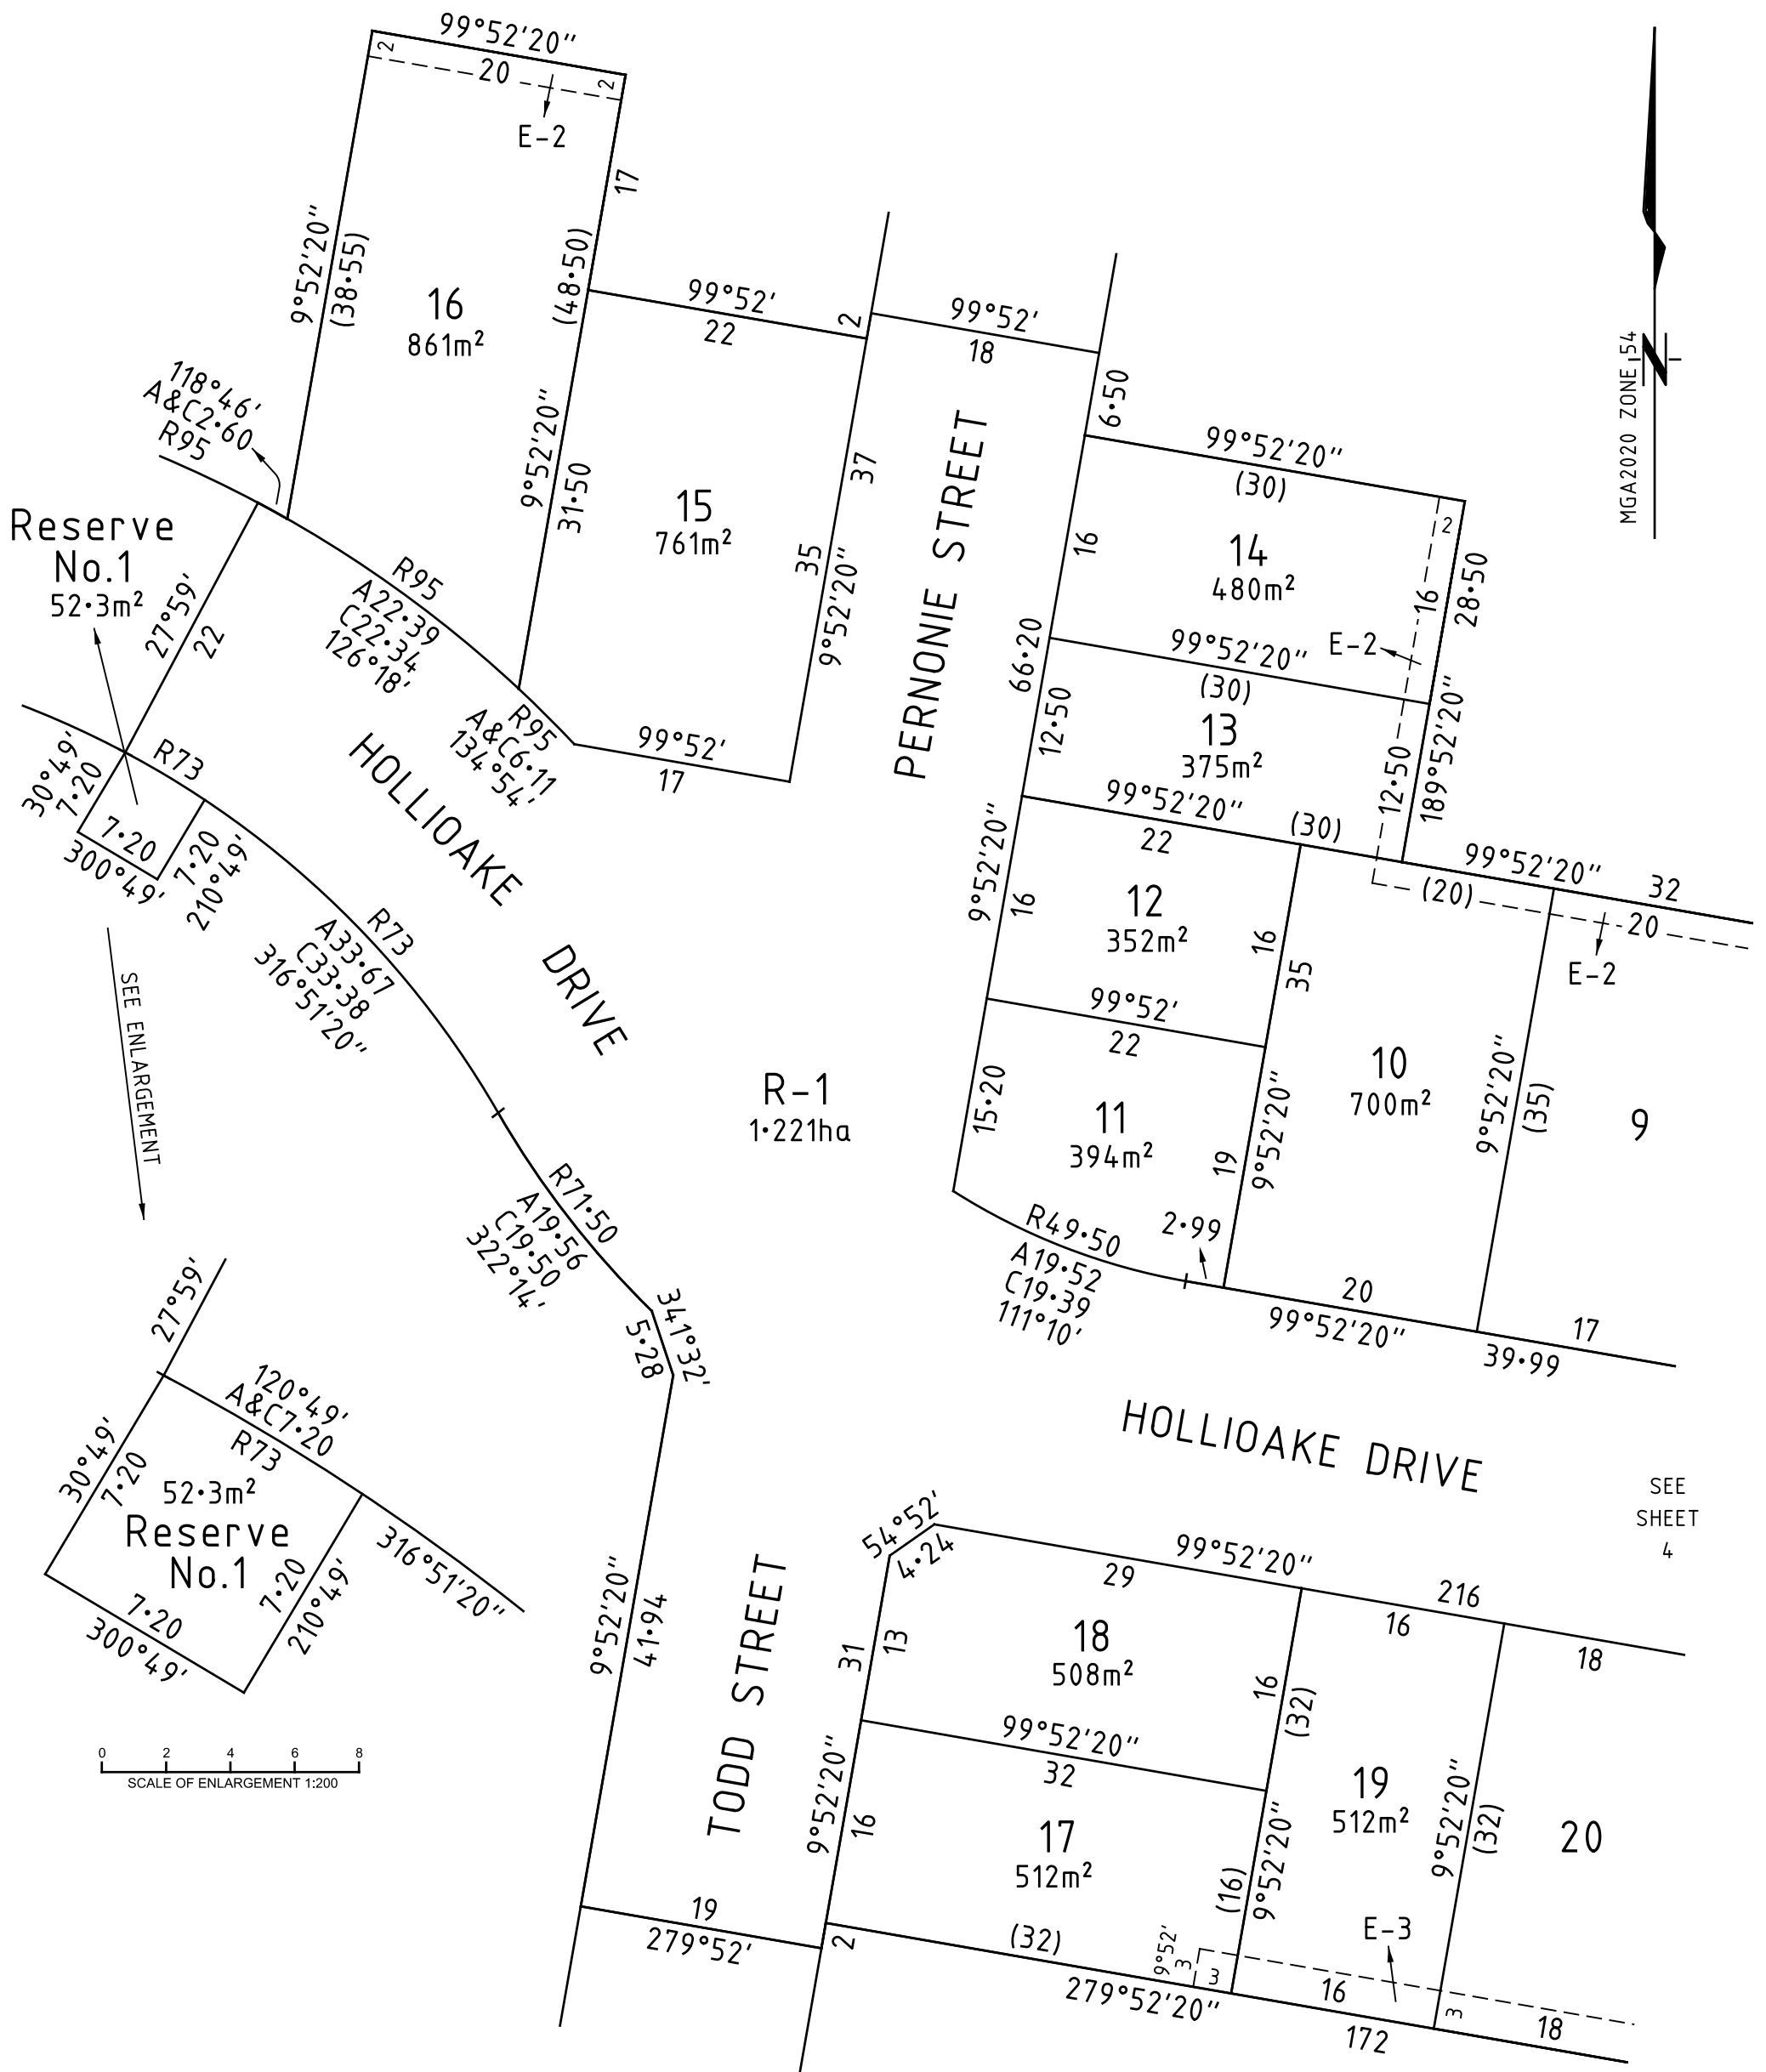 99°52'20"
2
20
2
E-2
17
9°52'20"
(38·55)
(48·50)
16
861m²
99°52'
22
2
99°52'
18
6·50
118°46'
A&C2·60
R95
9°52'20"
31·50
15
761m²
37
35
9°52'20"
PERNONIE STREET
99°52'20"
(30)
2
14
480m²
16
16
28·50
E-2
MGA2020 ZONE 54
N
Reserve
No.1
52·3m²
27°59'
22
R95
A22·39
C22·34
126°18'
R95
A&C6·11
134°54'
99°52'
17
66·20
99°52'20"
(30)
13
375m²
12·50
12·50
189°52'20"
R73
30°49'
7·20
7·20
300°49'
7·20
210°49'
HOLLIOAKE DRIVE
R73
A33·67
C33·38
316°51'20"
9°52'20"
99°52'20"
(30)
22
12
352m²
16
16
35
99°52'20"
32
(20)
20
E-2
99°52'
22
11
394m²
15·20
19
9°52'20"
10
700m²
9°52'20"
(35)
9
SEE ENLARGEMENT
R-1
1·221ha
R71·50
A19·56
C19·50
322°14'
341°32'
5·28
R49·50
A19·52
C19·39
111°10'
2·99
20
99°52'20"
17
39·99
27°59'
120°49'
A&C7·20
R73
30°49'
7·20
52·3m²
Reserve
No.1
7·20
210°49'
316°51'20"
7·20
300°49'
0 2 4 6 8
SCALE OF ENLARGEMENT 1:200
HOLLIOAKE DRIVE
SEE
SHEET
4
9°52'20"
41·94
TODD STREET
54°52'
4·24
99°52'20"
29
216
16
18
31
13
18
508m²
16
(32)
99°52'20"
32
9°52'20"
16
17
512m²
(16)
9°52'20"
19
512m²
9°52'20"
(32)
20
19
279°52'
2
(32)
9°52'
3
3
279°52'20"
E-3
16
3
18
172